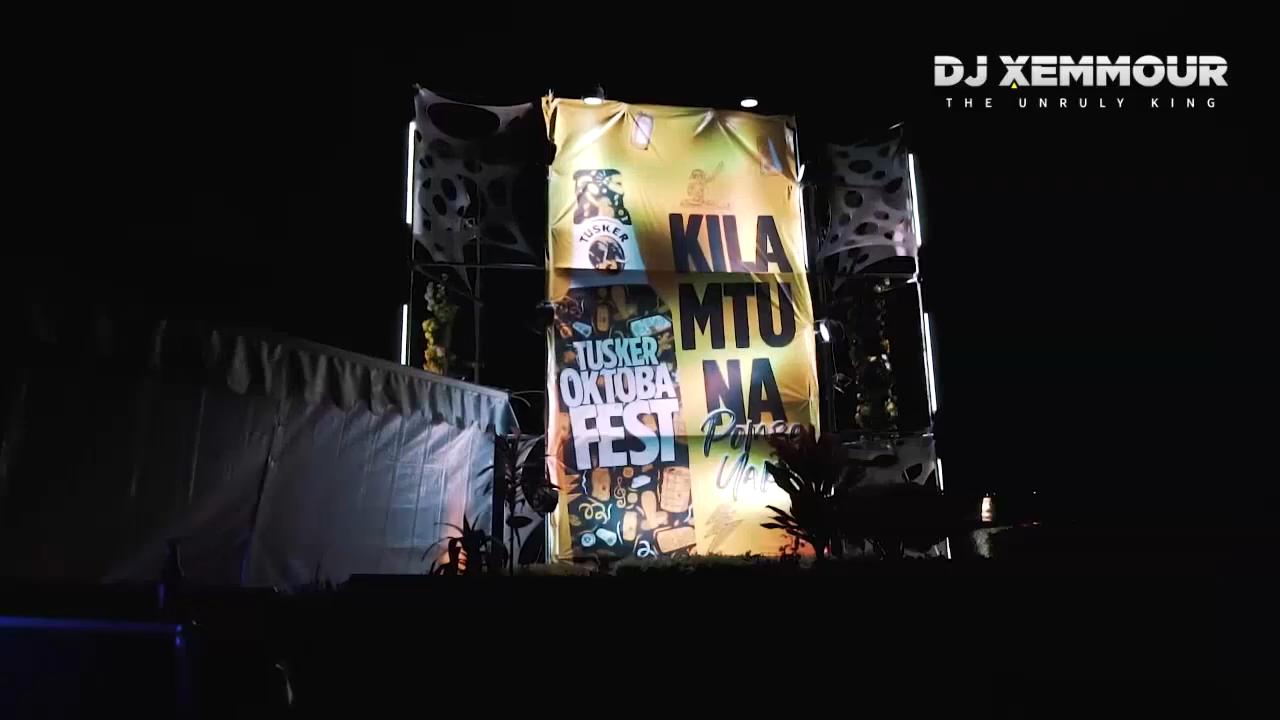 DJ XEMMOUR
THE UNRULY KING
TUSKER
TUSKER
OKTOBA
FEST
KILA
MTU
NA